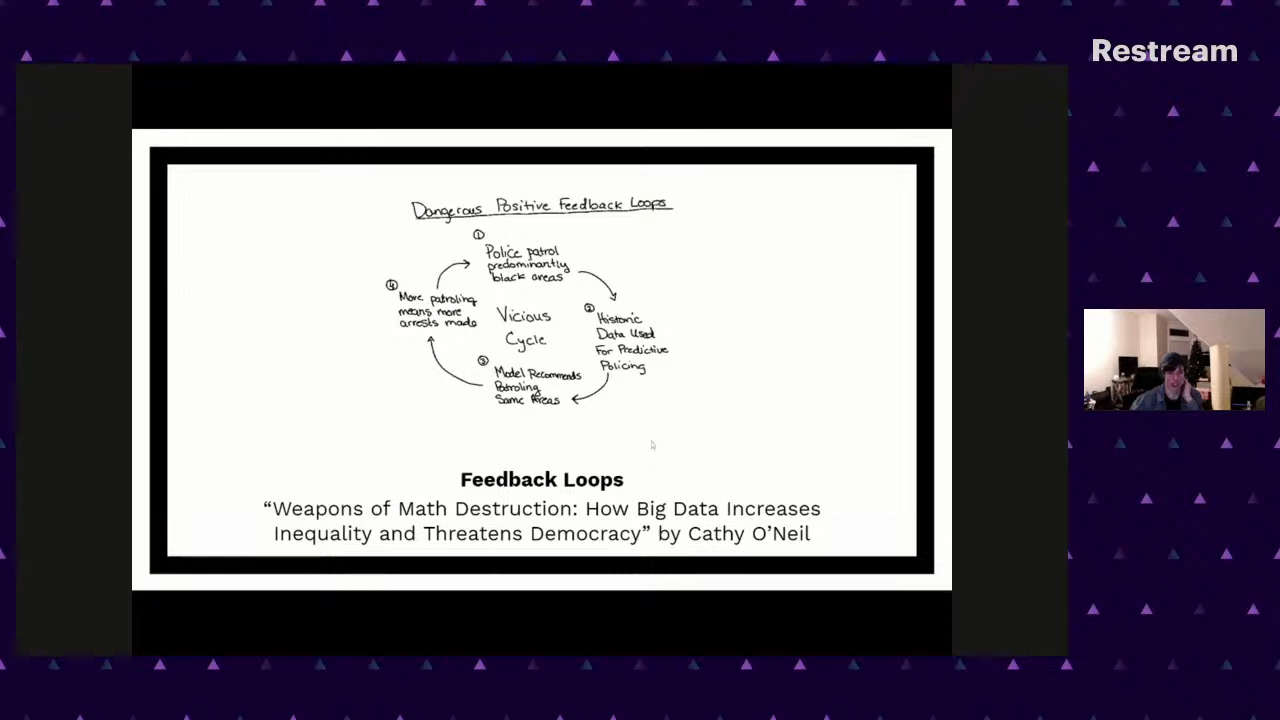 Restream
Dangerous Positive Feedback Loops
①
Police patrol
predominantly
black areas
②
Historic
Data Used
For Predictive
Policing
③
Model Recommends
Patroling
Same Areas
④
More patroling
means more
arrests made
Vicious
Cycle
Feedback Loops
“Weapons of Math Destruction: How Big Data Increases
Inequality and Threatens Democracy” by Cathy O’Neil